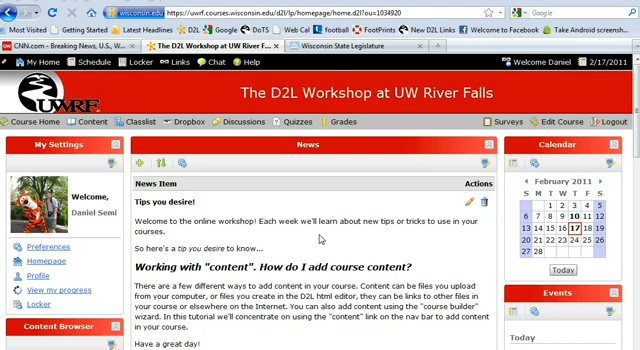 wisconsin.edu https://uwrf.courses.wisconsin.edu/d2l/lp/homepage/home.d2l?ou=1034920
Google
Most Visited Getting Started Latest Headlines D2L Google DoTS Web Cal football FootPrints New D2L Welcome to Facebook Take Android screensh...
CNN.com - Breaking News, U.S., W... The D2L Workshop at UW River F... Wisconsin State Legislature
My Home Schedule Locker Links Chat Help Welcome Daniel 2/17/2011
UWRF
The D2L Workshop at UW River Falls
Course Home Content Classlist Dropbox Discussions Quizzes Grades Surveys Edit Course Logout
My Settings
Welcome,
Daniel Semi
Preferences
Homepage
Profile
View my progress
Locker
Content Browser
News
News Item Actions
Tips you desire!
Welcome to the online workshop! Each week we'll learn about new tips or tricks to use in your
courses.
So here's a tip you desire to know...
Working with "content". How do I add course content?
There are a few different ways to add content in your course. Content can be files you upload
from your computer, or files you create in the D2L html editor, they can be links to other files in
your course or elsewhere on the Internet. You can also add content using the "course builder"
wizard. In this tutorial we'll concentrate on using the "content" link on the nav bar to add content
in your course.
Have a great day!
Calendar
February 2011
S M T W T F S
1 2 3 4 5
6 7 8 9 10 11 12
13 14 15 16 17 18 19
20 21 22 23 24 25 26
27 28
Today
Events
Today